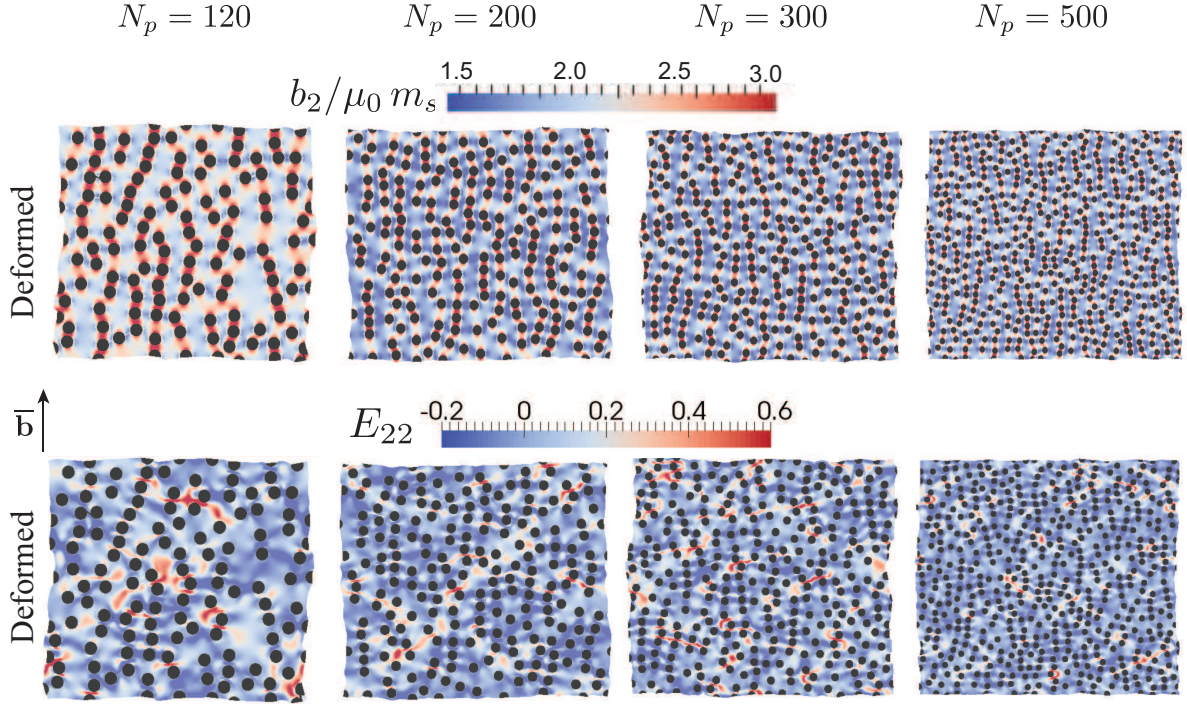 N_p = 120 N_p = 200 N_p = 300 N_p = 500
1.5 2.0 2.5 3.0
b_2/μ_0 m_s
Deformed
b̄
-0.2 0 0.2 0.4 0.6
E_22
Deformed